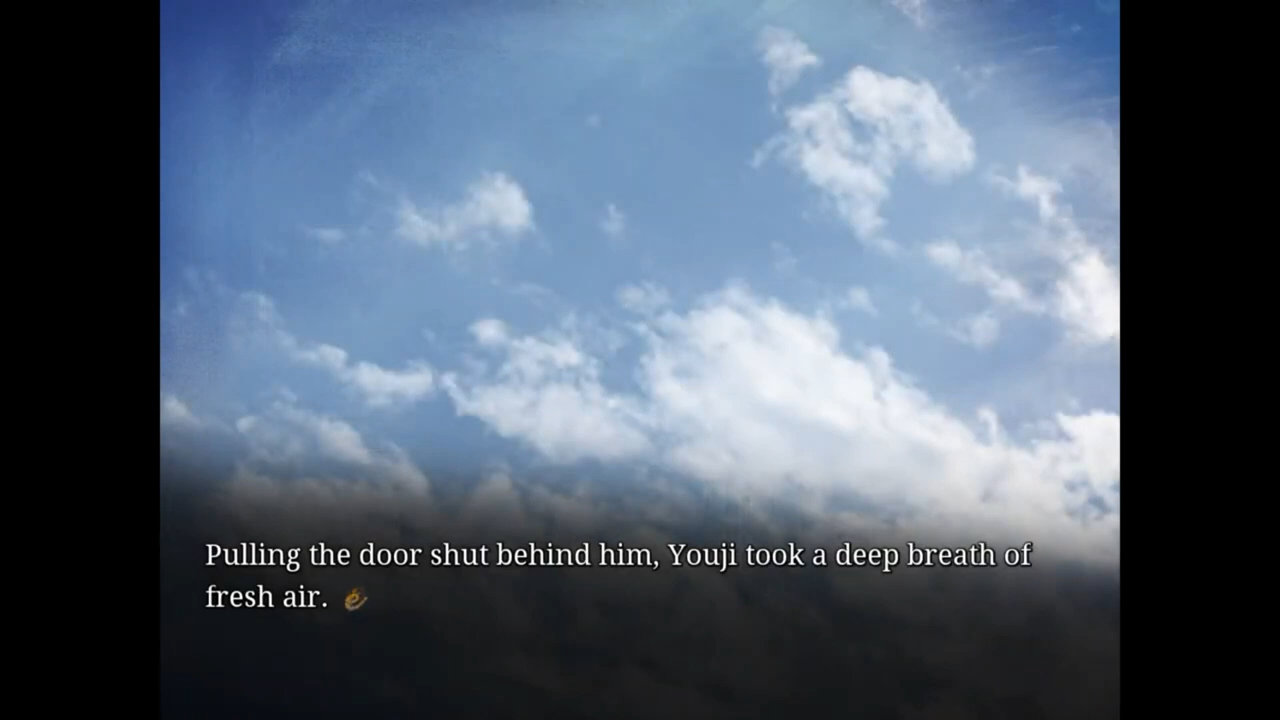 Pulling the door shut behind him, Youji took a deep breath of
fresh air.